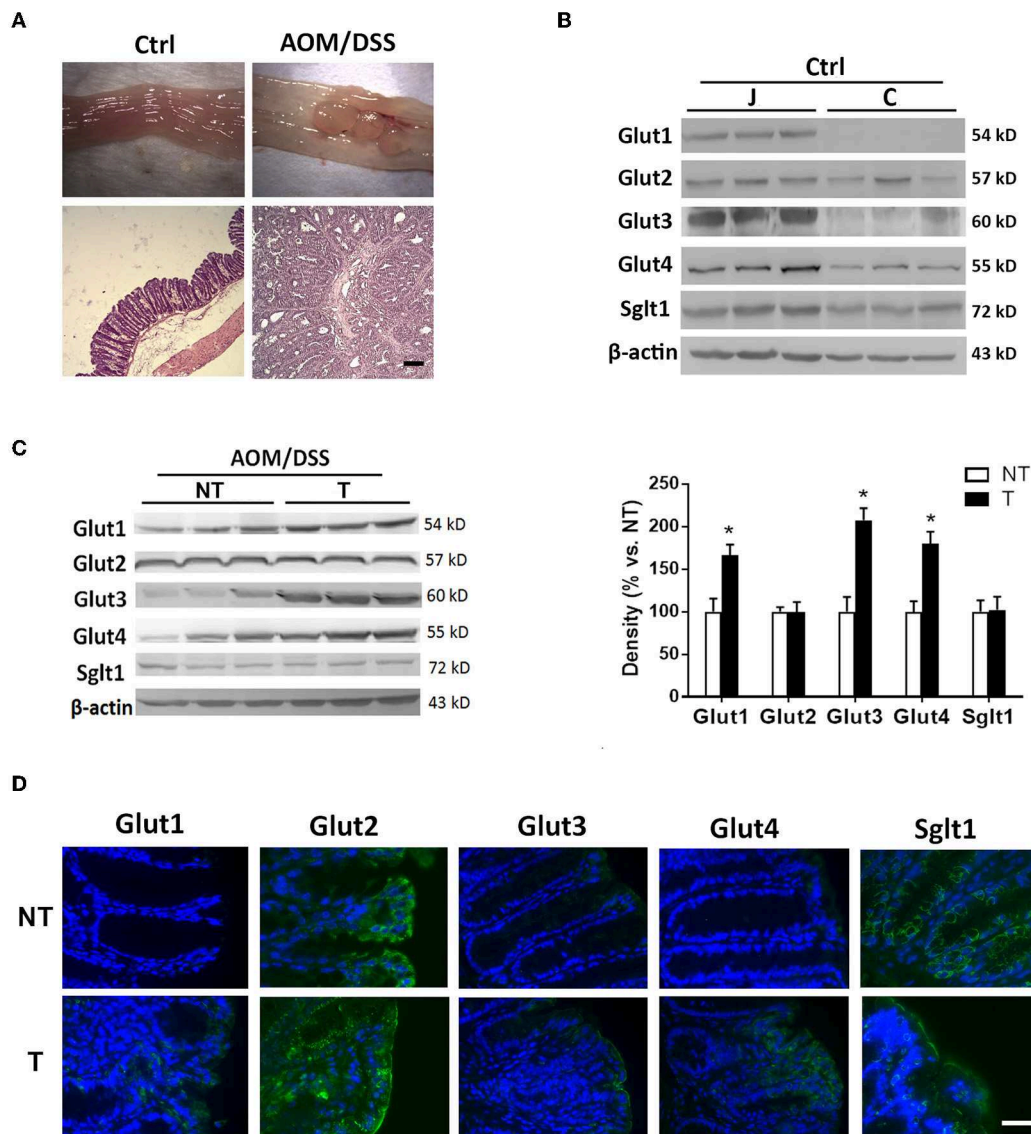 A
Ctrl
AOM/DSS
B
Ctrl
J C
Glut1 54 kD
Glut2 57 kD
Glut3 60 kD
Glut4 55 kD
Sglt1 72 kD
β-actin 43 kD
C
AOM/DSS
NT T
Glut1 54 kD
Glut2 57 kD
Glut3 60 kD
Glut4 55 kD
Sglt1 72 kD
β-actin 43 kD
NT
T
Density (% vs. NT)
250
200
150
100
50
0
* * *
Glut1 Glut2 Glut3 Glut4 Sglt1
D
Glut1 Glut2 Glut3 Glut4 Sglt1
NT
T